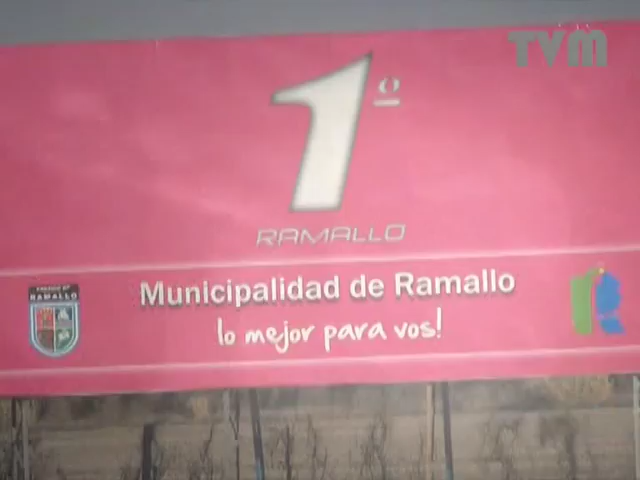 TVM
1º
RAMALLO
Municipalidad de Ramallo
lo mejor para vos!
RAMALLO